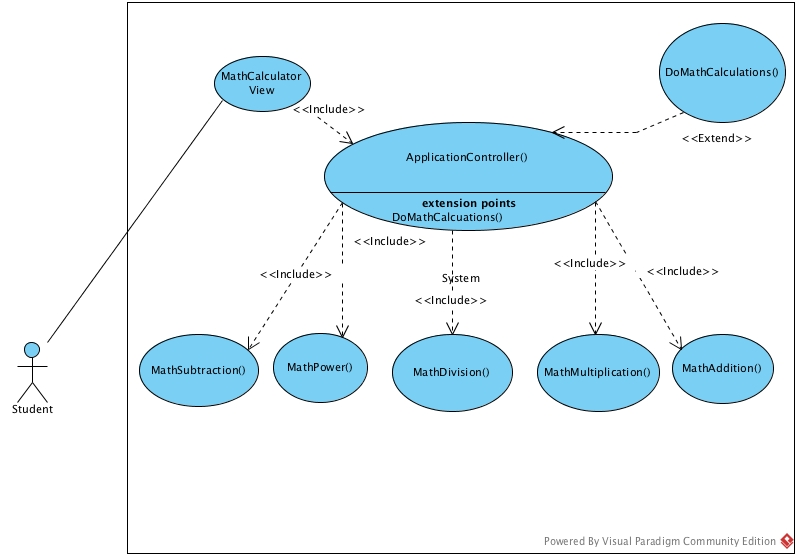 MathCalculator
View
DoMathCalculations()
<<Include>>
<<Extend>>
ApplicationController()
extension points
DoMathCalcuations()
<<Include>>
<<Include>>
<<Include>>
<<Include>>
System
<<Include>>
MathSubtraction()
MathPower()
MathDivision()
MathMultiplication()
MathAddition()
Student
Powered By Visual Paradigm Community Edition